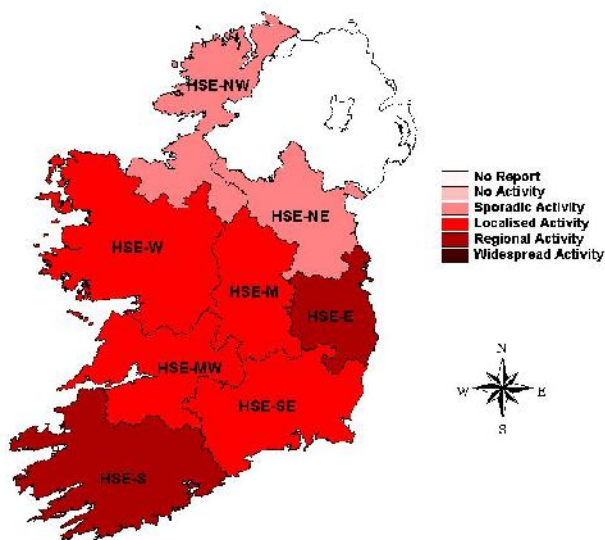 HSE-NW
No Report
No Activity
Sporadic Activity
Localised Activity
Regional Activity
Widespread Activity
HSE-NE
HSE-W
HSE-M
HSE-E
HSE-MW
HSE-SE
HSE-S
N
W E
S